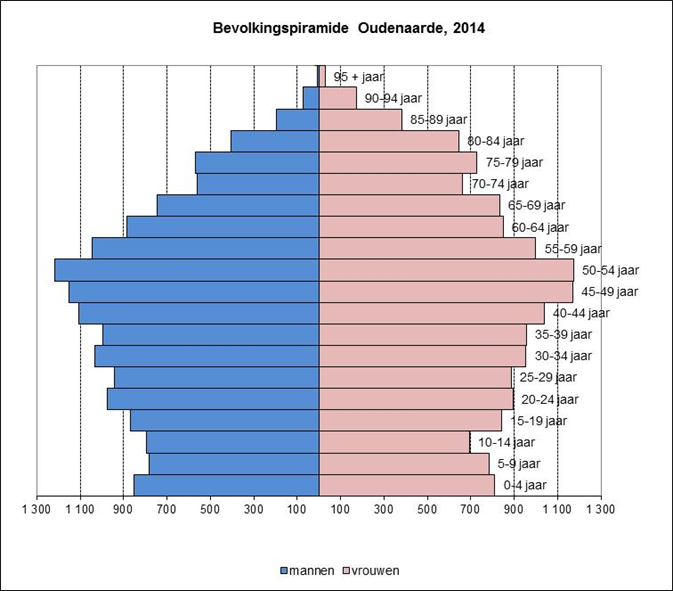 Bevolkingspiramide Oudenaarde, 2014
95 + jaar
90-94 jaar
85-89 jaar
80-84 jaar
75-79 jaar
70-74 jaar
65-69 jaar
60-64 jaar
55-59 jaar
50-54 jaar
45-49 jaar
40-44 jaar
35-39 jaar
30-34 jaar
25-29 jaar
20-24 jaar
15-19 jaar
10-14 jaar
5-9 jaar
0-4 jaar
1 300 1 100 900 700 500 300 100 100 300 500 700 900 1 100 1 300
mannen vrouwen